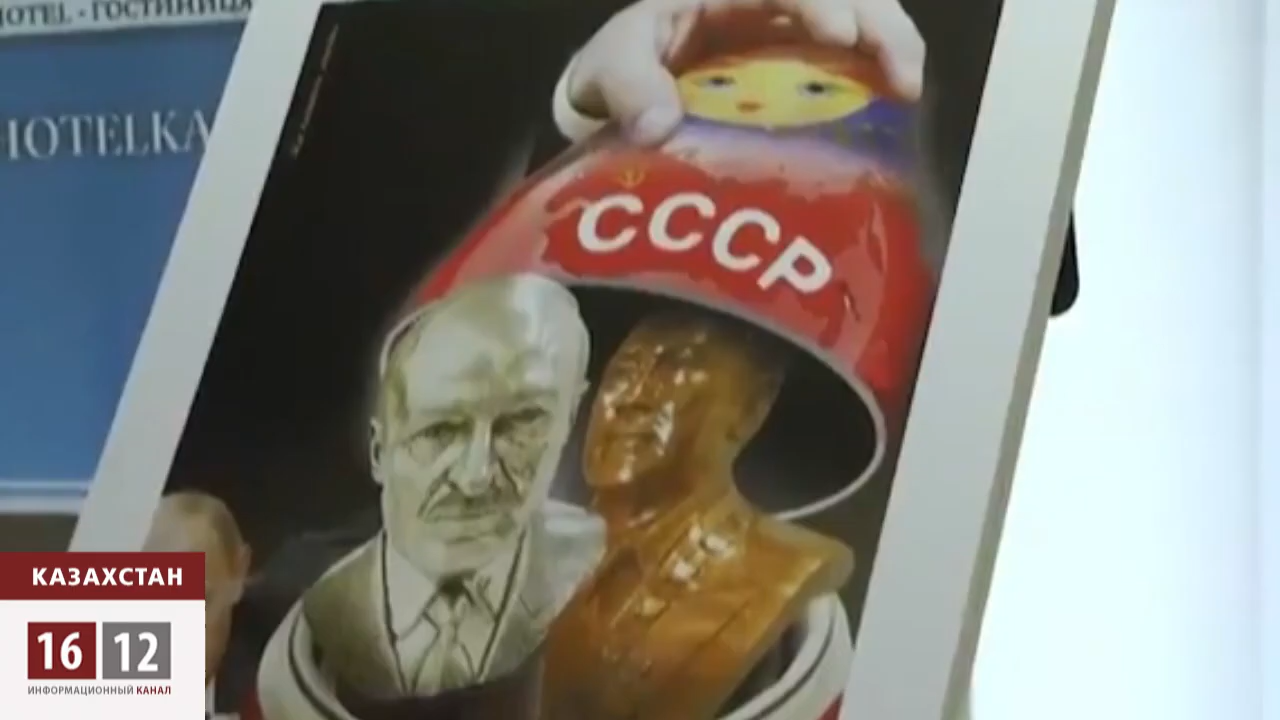 HOTEL - ГОСТИНИЦА
HOTELKA
СССР
КАЗАХСТАН
16 12
ИНФОРМАЦИОННЫЙ КАНАЛ